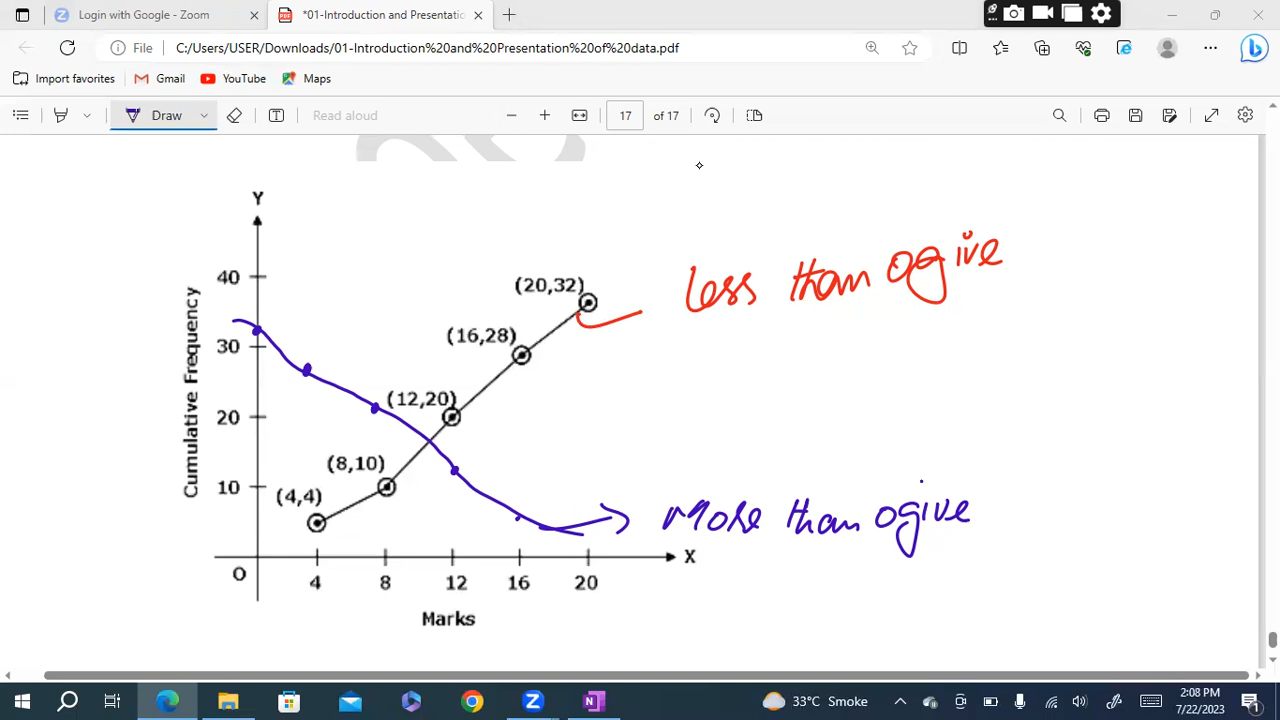 Login with Google - Zoom
*01-Introduction and Presentatio
File
C:/Users/USER/Downloads/01-Introduction%20and%20Presentation%20of%20data.pdf
Import favorites
Gmail
YouTube
Maps
Draw
Read aloud
17 of 17
Y
Less than ogive
40
(20,32)
(16,28)
30
(12,20)
20
(8,10)
10
(4,4)
More than ogive
Cumulative Frequency
X
O
4 8 12 16 20
Marks
33°C Smoke
2:08 PM
7/22/2023
1